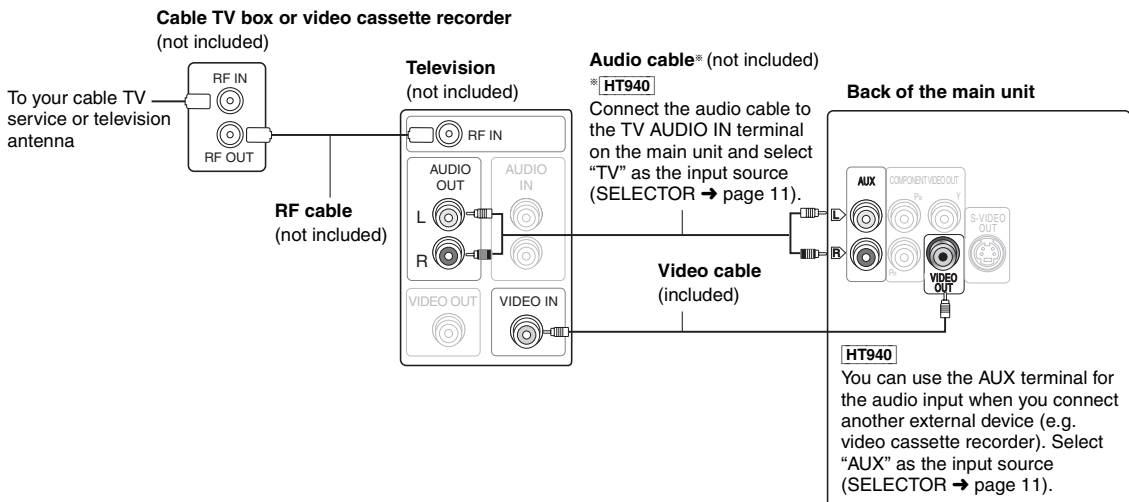 Cable TV box or video cassette recorder
(not included)
RF IN
RF OUT
To your cable TV
service or television
antenna
RF cable
(not included)
Television
(not included)
RF IN
AUDIO
OUT
AUDIO
IN
L
R
VIDEO OUT
VIDEO IN
Audio cable※ (not included)
※ HT940
Connect the audio cable to
the TV AUDIO IN terminal
on the main unit and select
“TV” as the input source
(SELECTOR ➜ page 11).
Video cable
(included)
Back of the main unit
AUX
COMPONENT VIDEO OUT
PB
Y
L
R
PR
S-VIDEO
OUT
VIDEO
OUT
HT940
You can use the AUX terminal for
the audio input when you connect
another external device (e.g.
video cassette recorder). Select
“AUX” as the input source
(SELECTOR ➜ page 11).